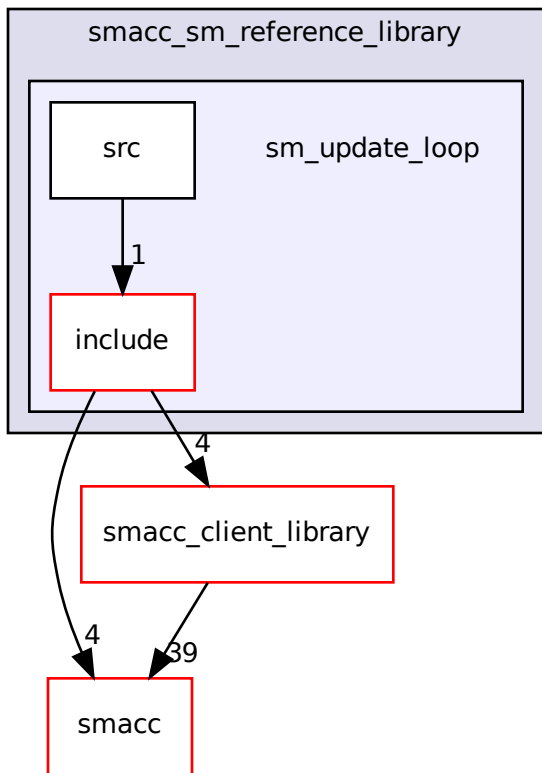 smacc_sm_reference_library
src
sm_update_loop
1
include
4
smacc_client_library
4
39
smacc